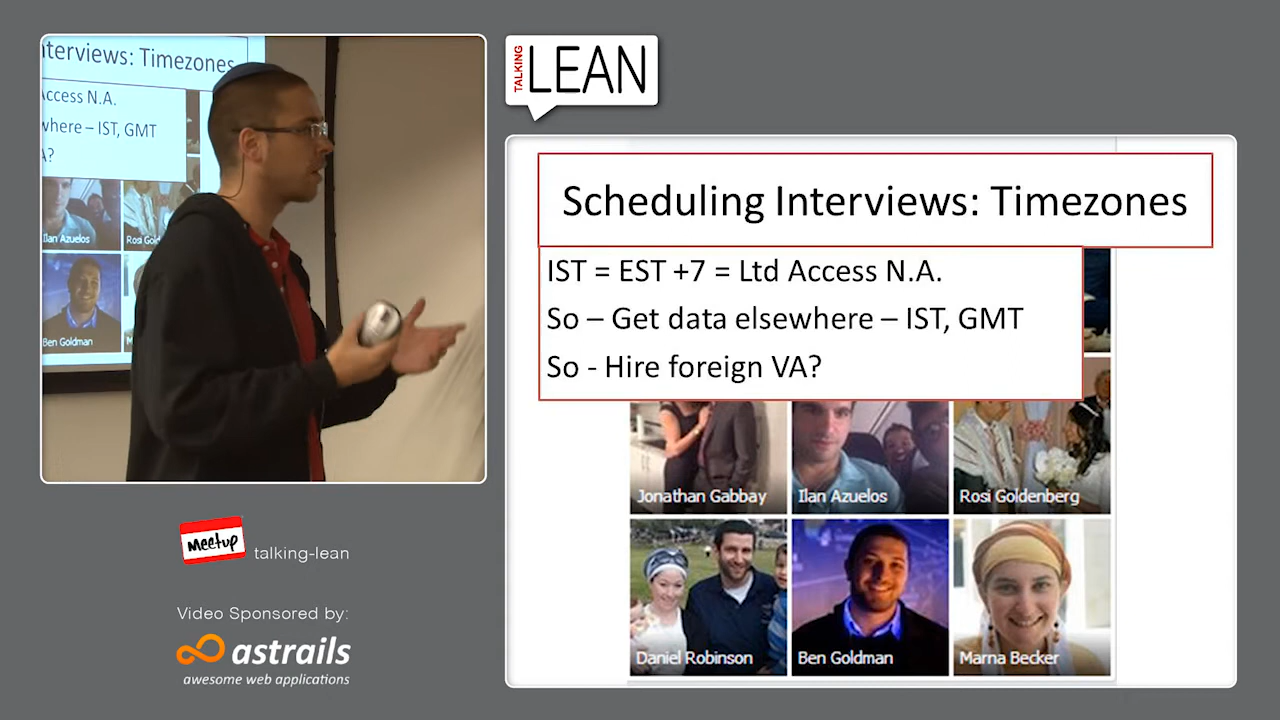 nterviews: Timezones
Access N.A.
where – IST, GMT
A?
Ilan Azuelos
Rosi Gold
Ben Goldman
TALKING
LEAN
Scheduling Interviews: Timezones
IST = EST +7 = Ltd Access N.A.
So – Get data elsewhere – IST, GMT
So - Hire foreign VA?
Jonathan Gabbay
Ilan Azuelos
Rosi Goldenberg
Daniel Robinson
Ben Goldman
Marna Becker
meetup talking-lean
Video Sponsored by:
astrails
awesome web applications